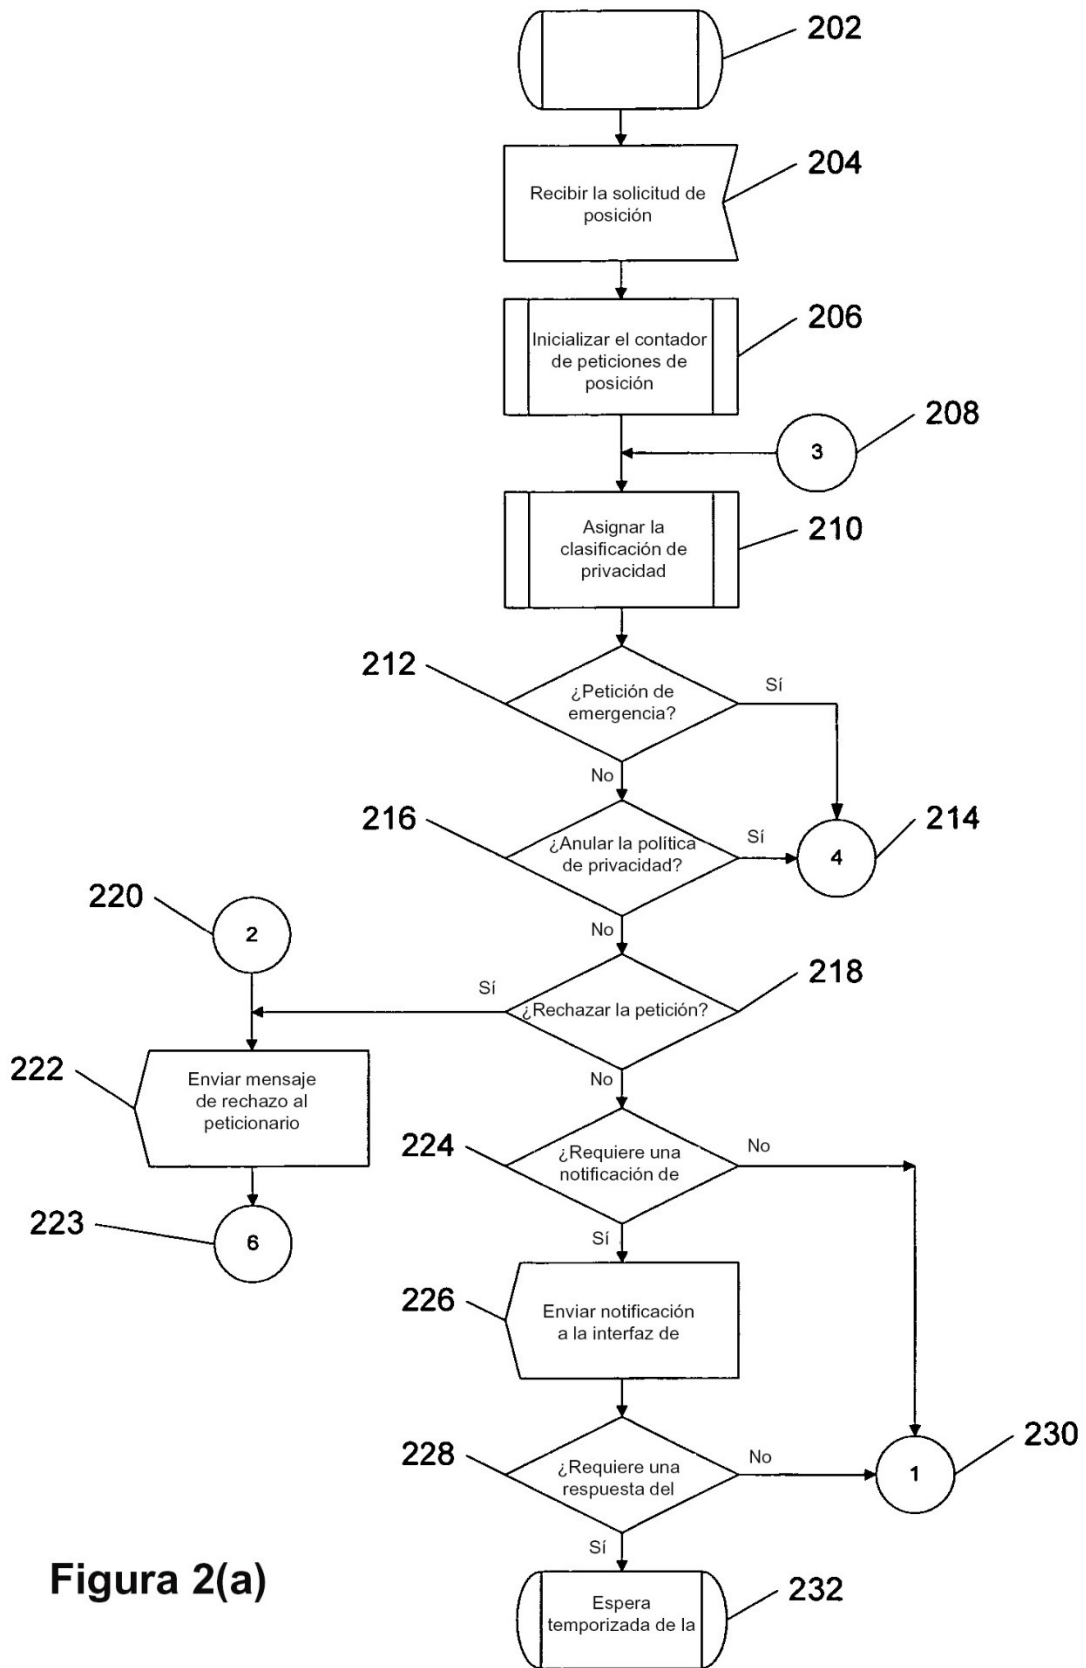 202
204
Recibir la solicitud de
posición
206
Inicializar el contador
de peticiones de
posición
208
3
210
Asignar la
clasificación de
privacidad
212
¿Petición de
emergencia?
Sí
No
216
¿Anular la política
de privacidad?
Sí
4
214
No
220
2
218
Sí
¿Rechazar la petición?
222
Enviar mensaje
de rechazo al
peticionario
No
224
¿Requiere una
notificación de
No
223
6
Sí
226
Enviar notificación
a la interfaz de
228
¿Requiere una
respuesta del
No
1
230
Sí
Figura 2(a)
Espera
temporizada de la
232